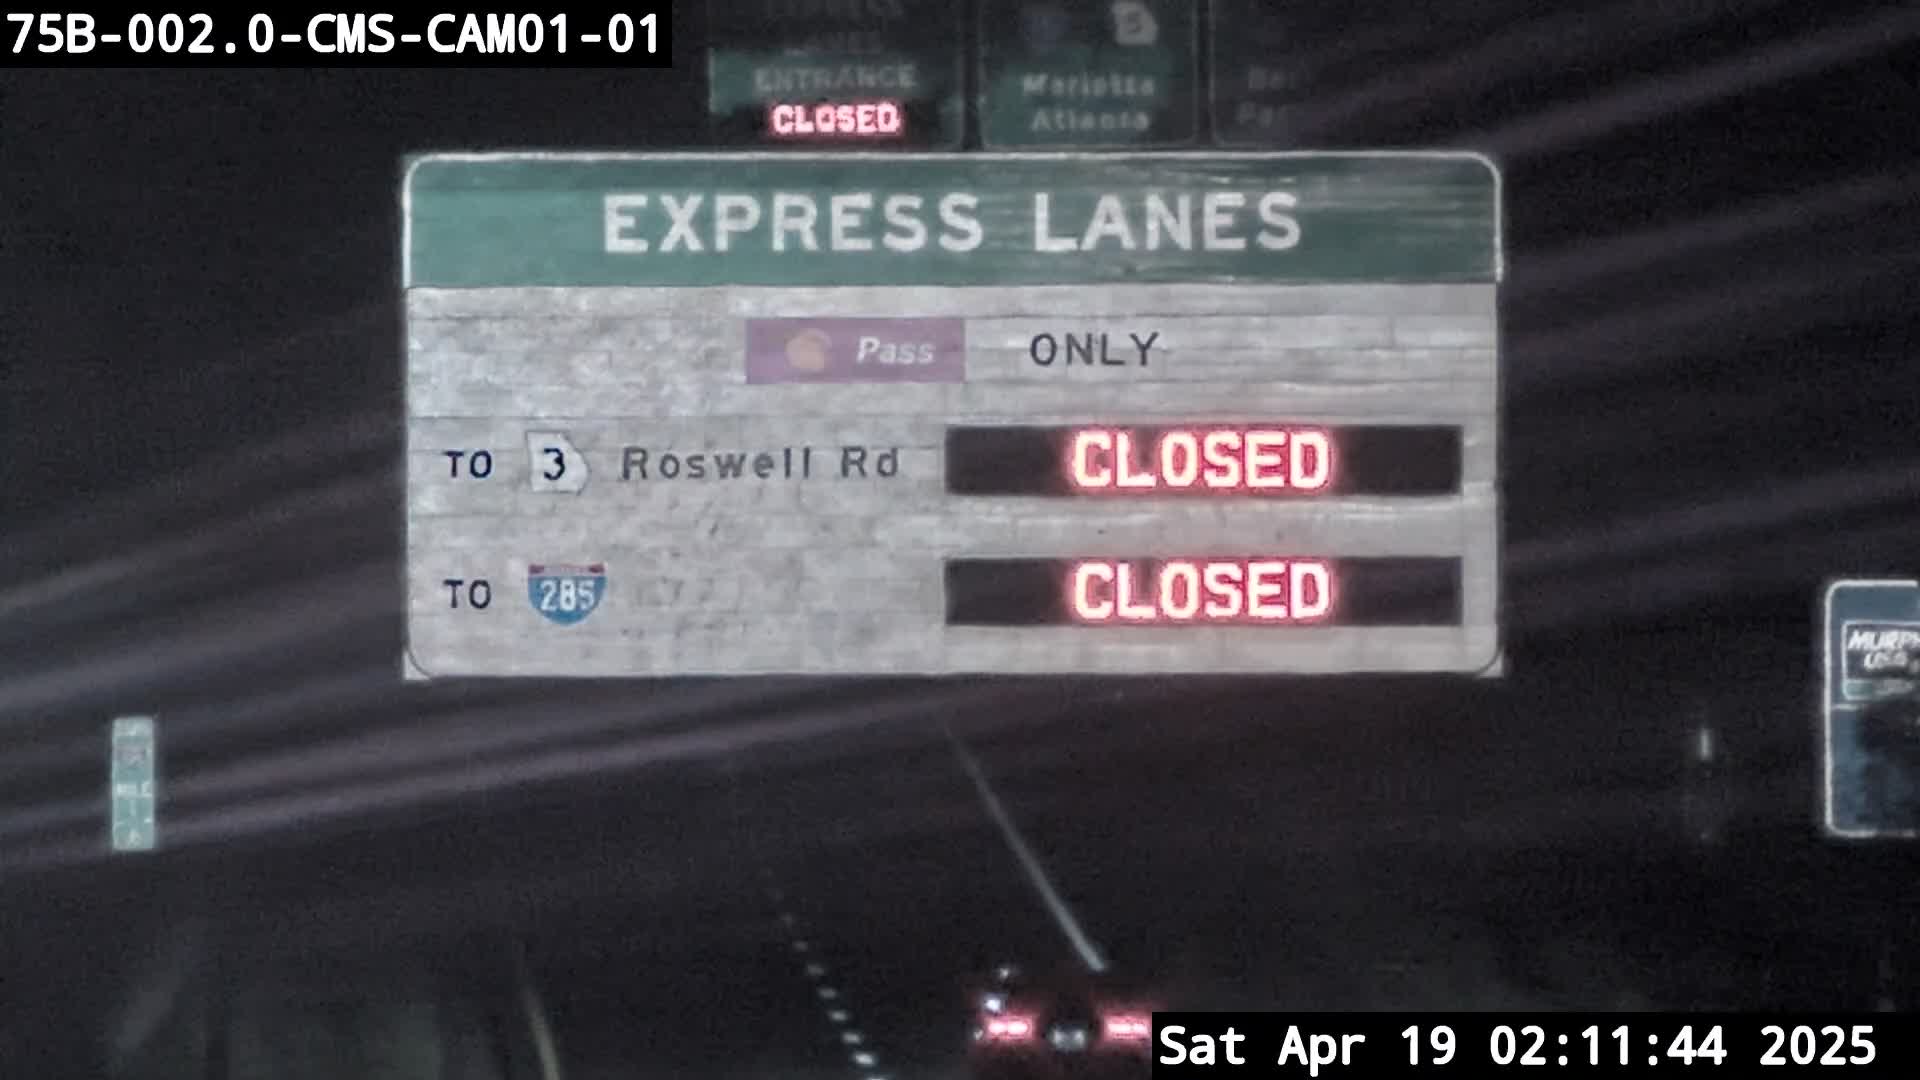 75B-002.0-CMS-CAM01-01
ENTRANCE
CLOSED
Marietta
Atlanta
EXPRESS LANES
Pass ONLY
TO 3 Roswell Rd CLOSED
TO 285 CLOSED
MILE
Sat Apr 19 02:11:44 2025